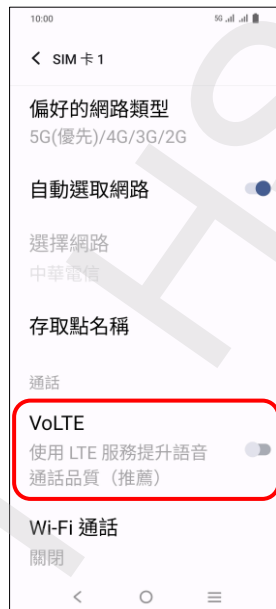 10:00
5G
SIM 卡 1
偏好的網路類型
5G(優先)/4G/3G/2G
自動選取網路
選擇網路
中華電信
存取點名稱
通話
VoLTE
使用 LTE 服務提升語音
通話品質（推薦）
Wi-Fi 通話
關閉